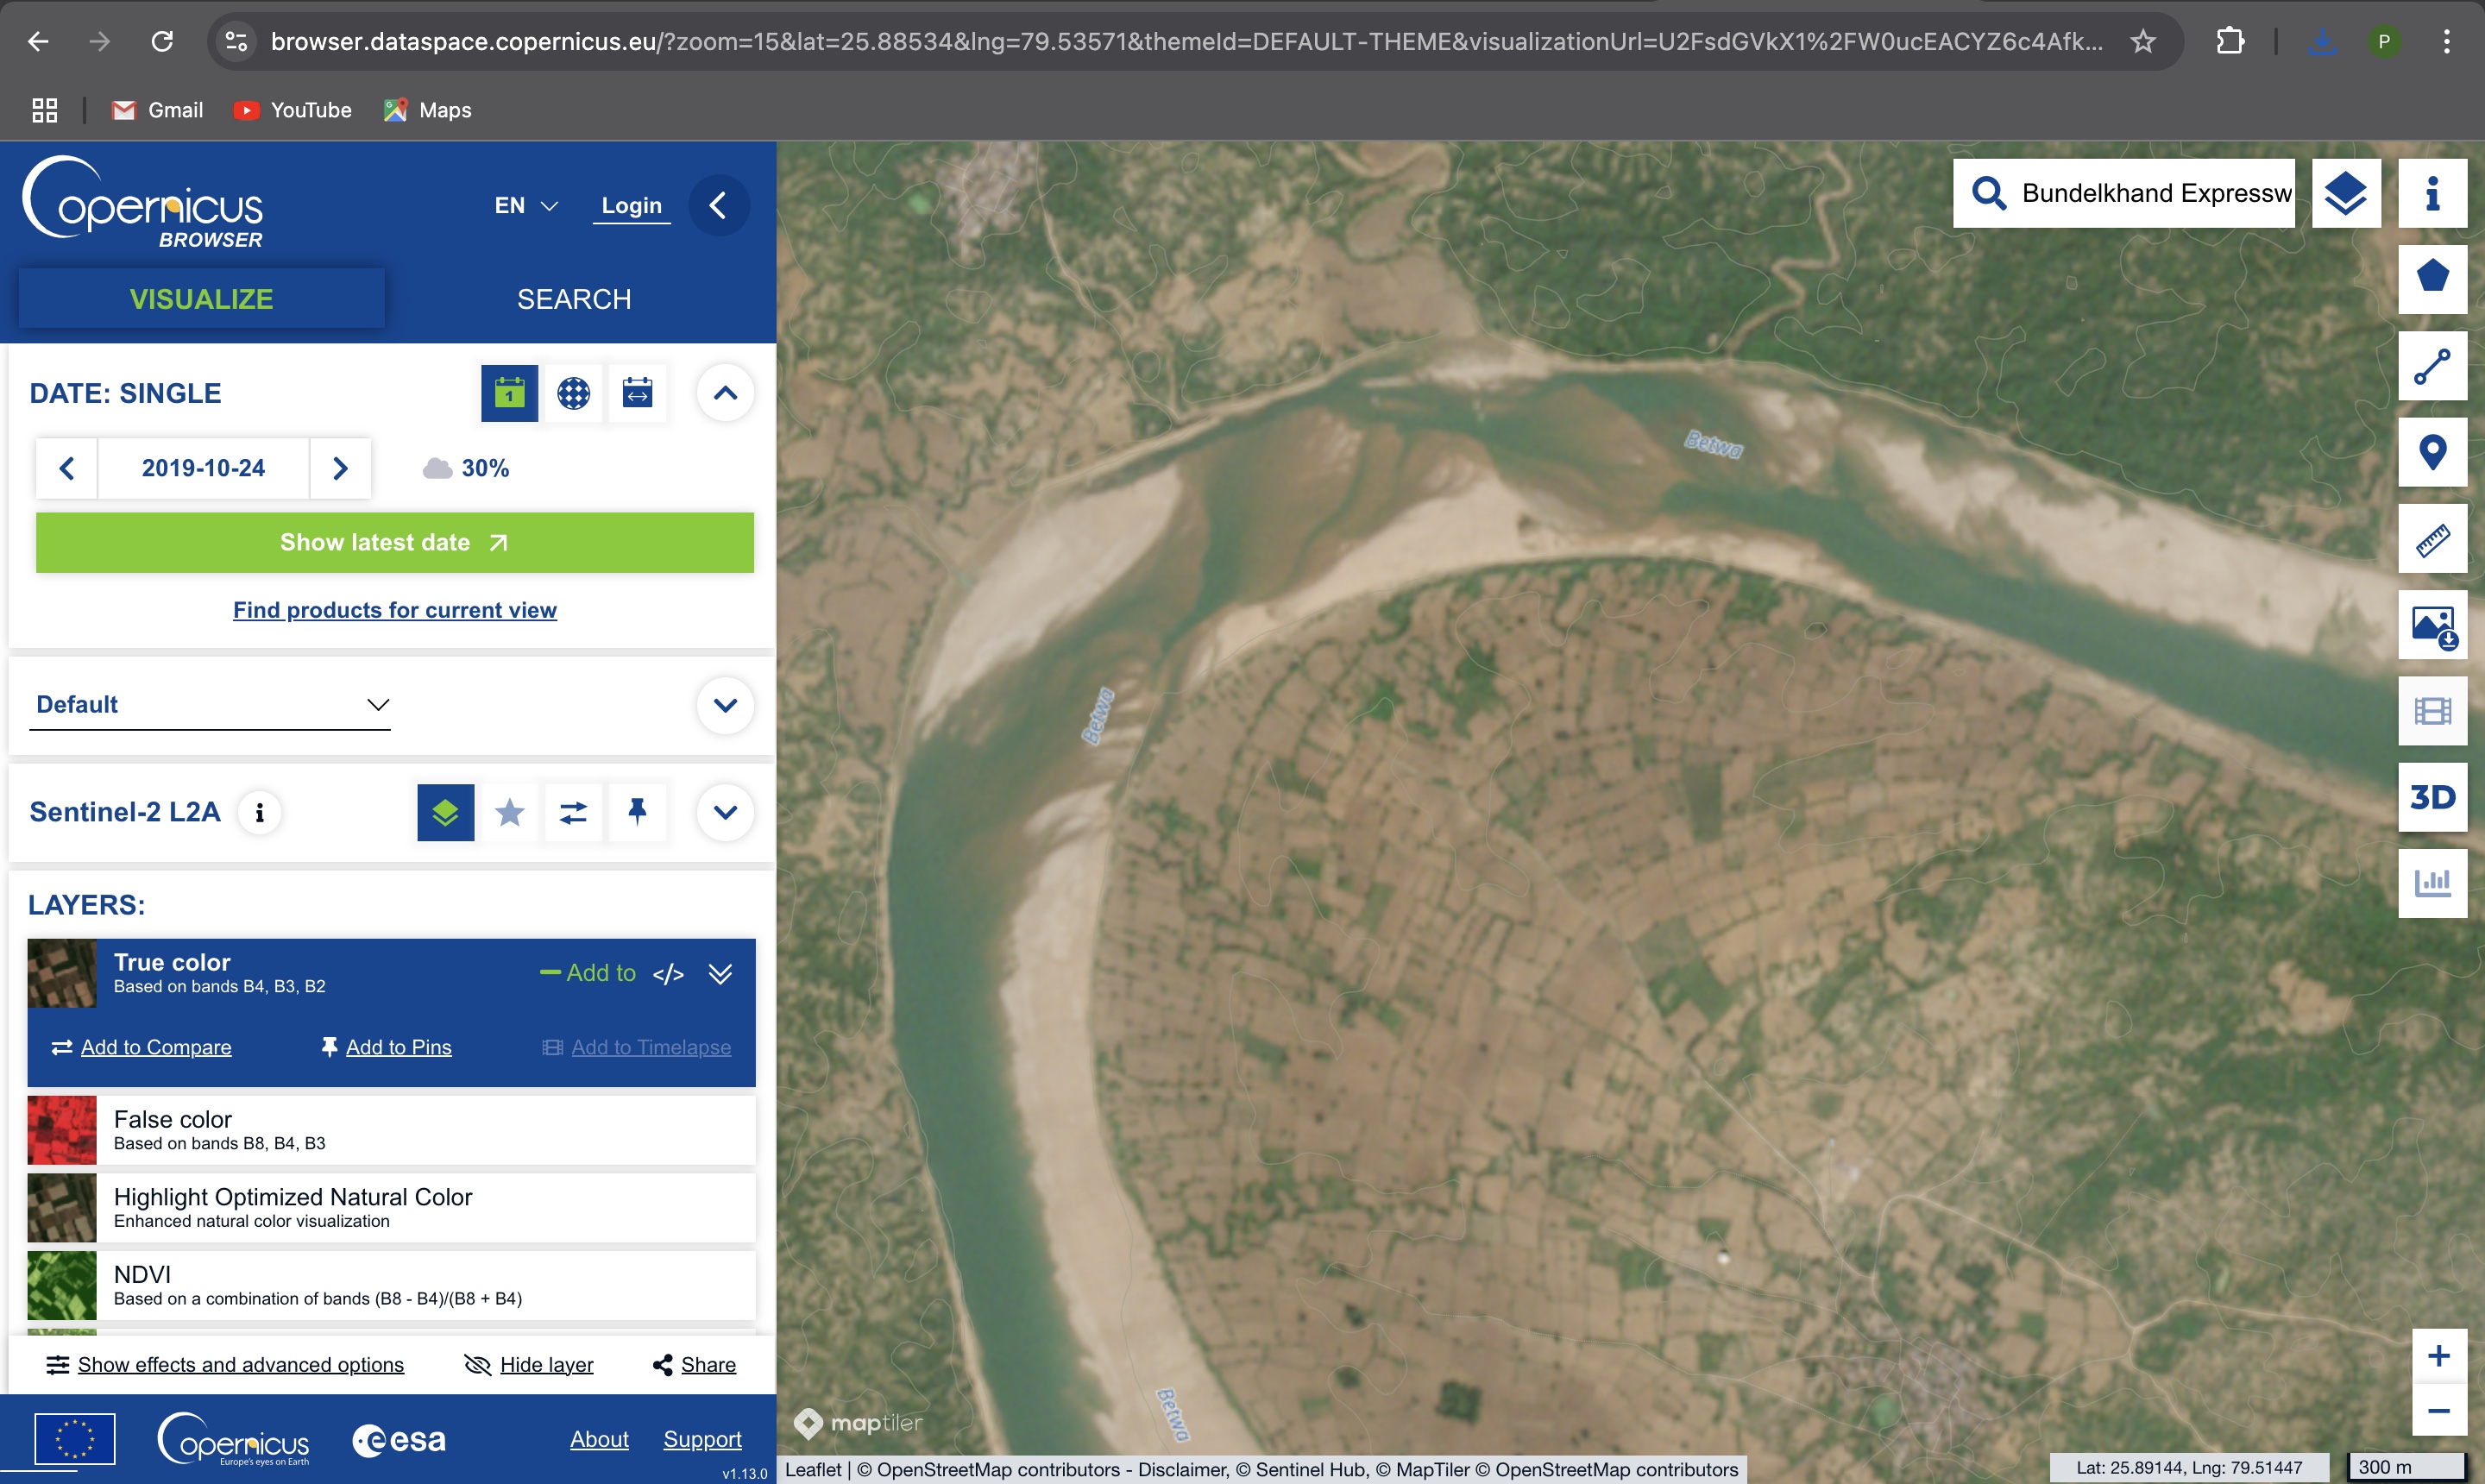 browser.dataspace.copernicus.eu/?zoom=15&lat=25.88534&lng=79.53571&themeId=DEFAULT-THEME&visualizationUrl=U2FsdGVkX1%2FW0ucEACYZ6c4Afk...
P
Gmail
YouTube
Maps
Copernicus
BROWSER
EN
Login
VISUALIZE
SEARCH
DATE: SINGLE
1
2019-10-24
30%
Show latest date
Find products for current view
Default
Sentinel-2 L2A
i
LAYERS:
True color
Based on bands B4, B3, B2
Add to
</>
Add to Compare
Add to Pins
Add to Timelapse
False color
Based on bands B8, B4, B3
Highlight Optimized Natural Color
Enhanced natural color visualization
NDVI
Based on a combination of bands (B8 - B4)/(B8 + B4)
Show effects and advanced options
Hide layer
Share
Copernicus
Europe's eyes on Earth
esa
About
Support
v1.13.0
Bundelkhand Expressw
i
3D
Betwa
Betwa
Betwa
maptiler
Leaflet | © OpenStreetMap contributors - Disclaimer, © Sentinel Hub, © MapTiler © OpenStreetMap contributors
+
−
Lat: 25.89144, Lng: 79.51447
300 m